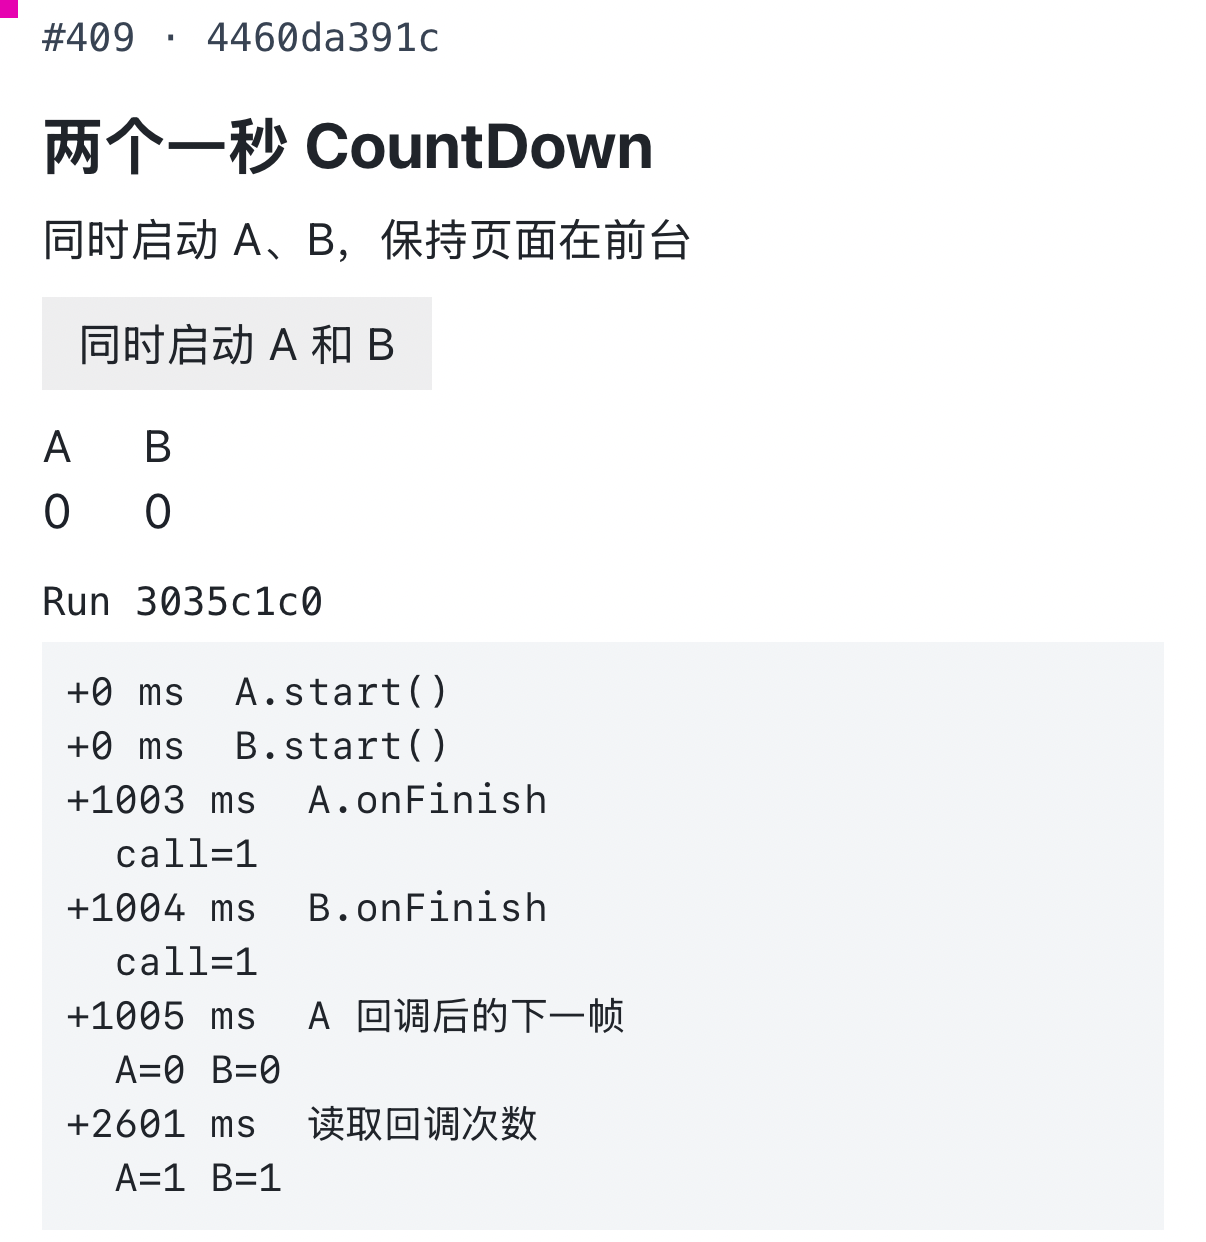 #409 · 4460da391c
两个一秒 CountDown
同时启动 A、B，保持页面在前台
同时启动 A 和 B
A B
0 0
Run 3035c1c0
+0 ms  A.start()
+0 ms  B.start()
+1003 ms  A.onFinish
  call=1
+1004 ms  B.onFinish
  call=1
+1005 ms  A 回调后的下一帧
  A=0 B=0
+2601 ms  读取回调次数
  A=1 B=1